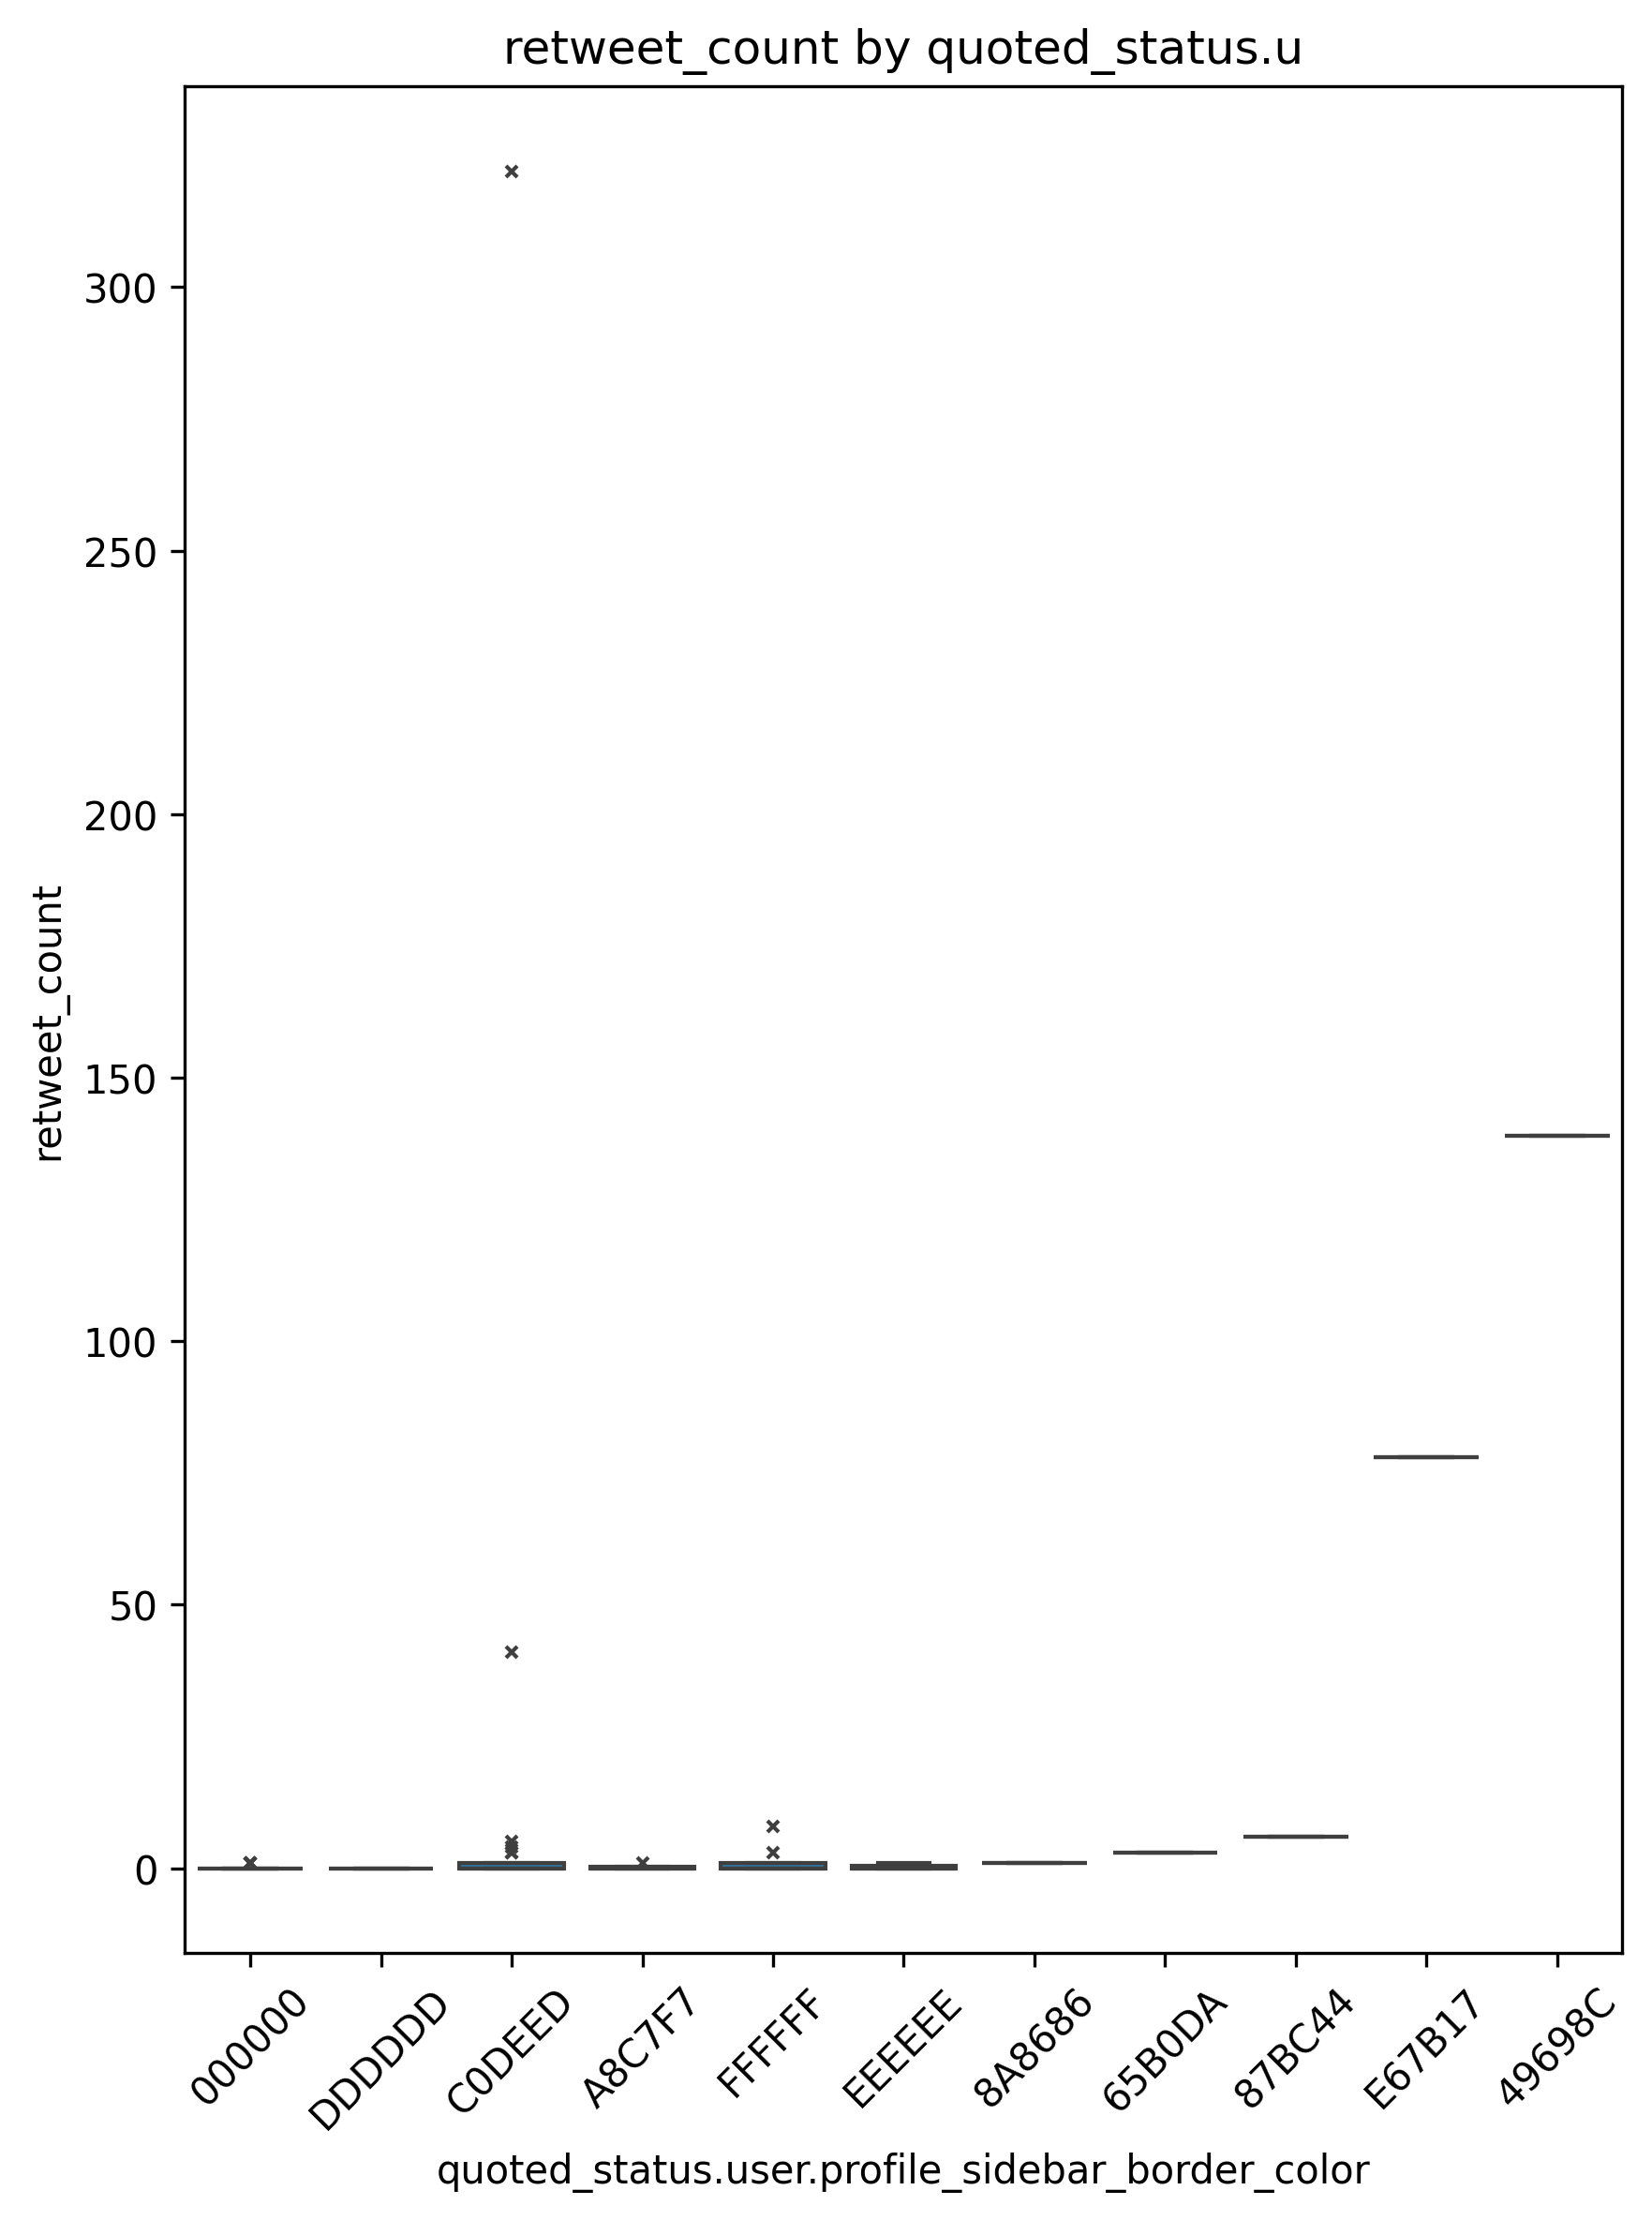 retweet_count by quoted_status.u
retweet_count
300
250
200
150
100
50
0
000000
DDDDDD
C0DEED
A8C7F7
FFFFFF
EEEEEE
8A8686
65B0DA
87BC44
E67B17
49698C
quoted_status.user.profile_sidebar_border_color